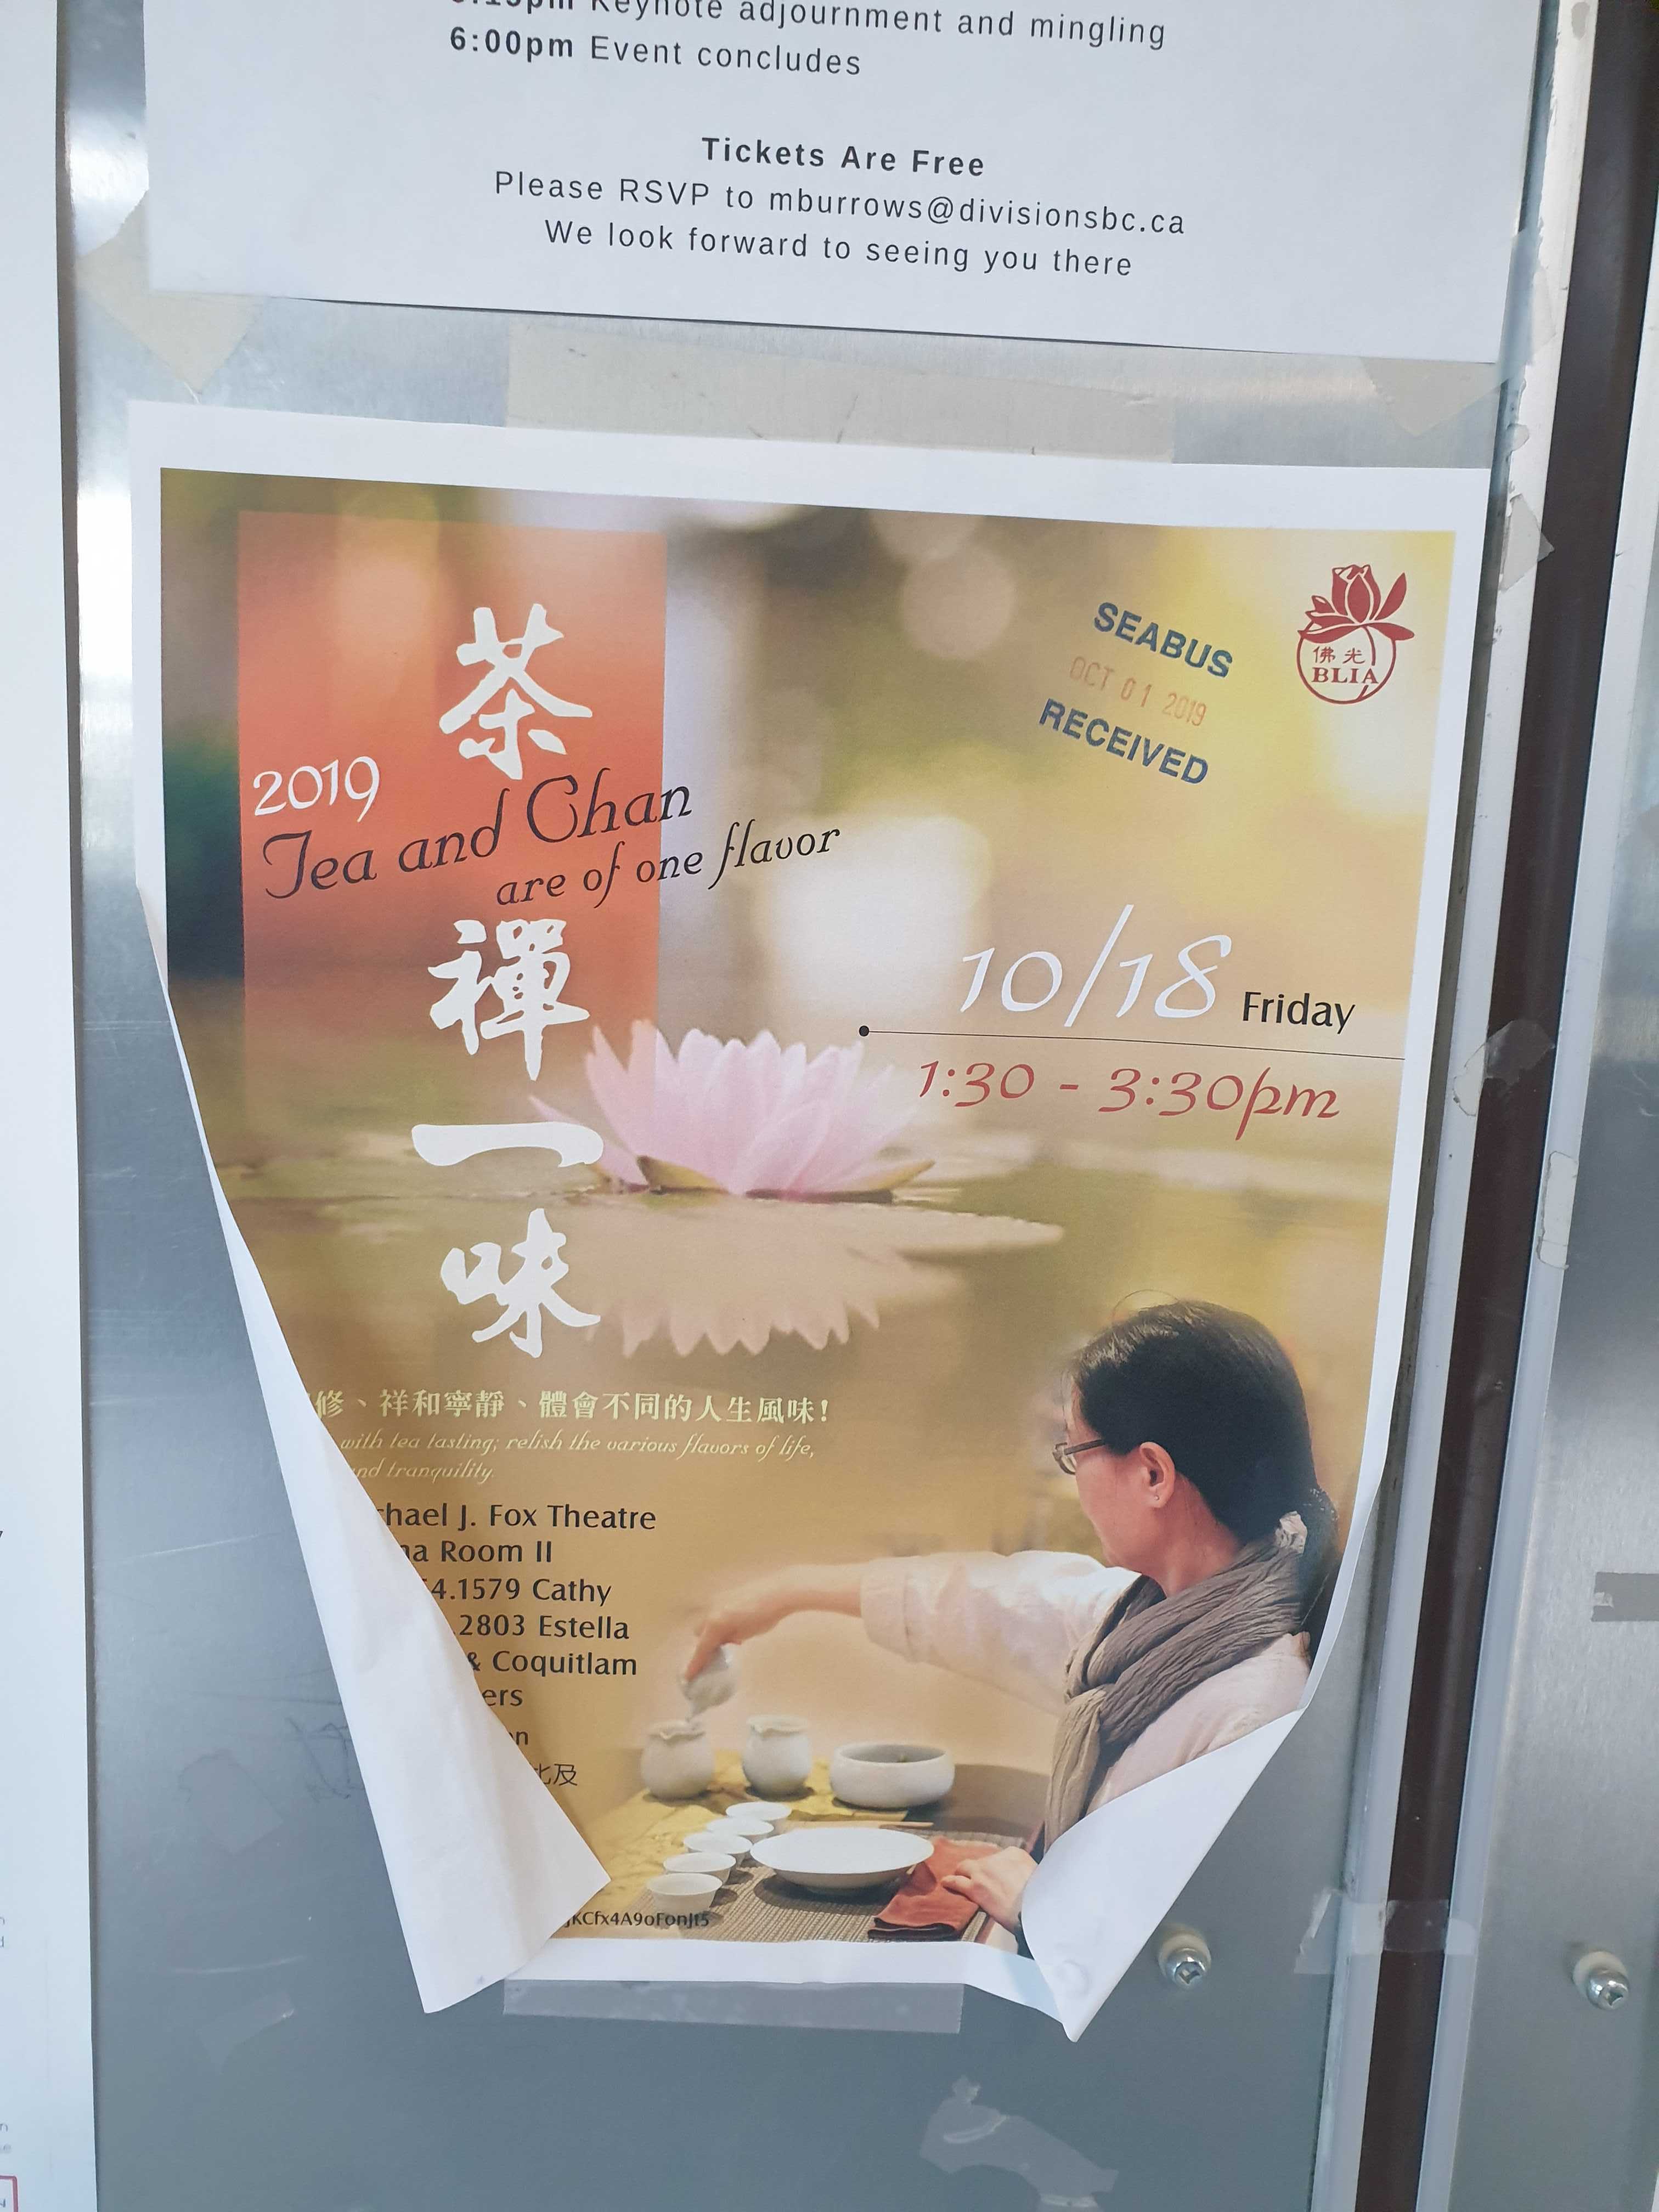 Keynote adjournment and mingling
6:00pm Event concludes
Tickets Are Free
Please RSVP to mburrows@divisionsbc.ca
We look forward to seeing you there
佛光
BLIA
SEABUS
OCT 01 2019
RECEIVED
茶
2019
Tea and Chan
are of one flavor
禪
一
味
10/18 Friday
1:30 - 3:30pm
修、祥和寧靜、體會不同的人生風味!
with tea tasting; relish the various flavors of life,
tranquility.
J. Fox Theatre
Room II
4.1579 Cathy
2803 Estella
& Coquitlam
及